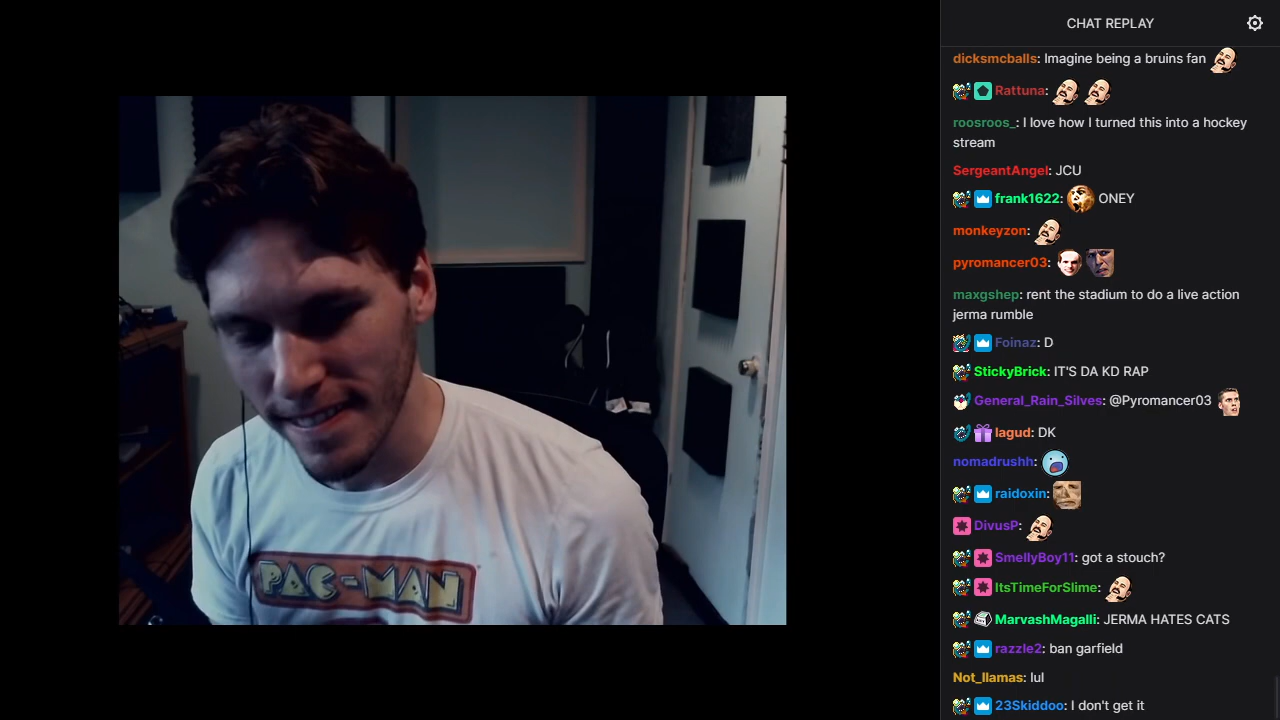 CHAT REPLAY
dicksmcballs: Imagine being a bruins fan
Rattuna:
roosroos_: I love how I turned this into a hockey
stream
SergeantAngel: JCU
frank1622: ONEY
monkeyzon:
pyromancer03:
maxgshep: rent the stadium to do a live action
jerma rumble
Foinaz: D
StickyBrick: IT'S DA KD RAP
General_Rain_Silves: @Pyromancer03
lagud: DK
nomadrushh:
raidoxin:
DivusP:
SmellyBoy11: got a stouch?
ItsTimeForSlime:
MarvashMagalli: JERMA HATES CATS
razzle2: ban garfield
Not_llamas: lul
23Skiddoo: I don't get it
PAC-MAN